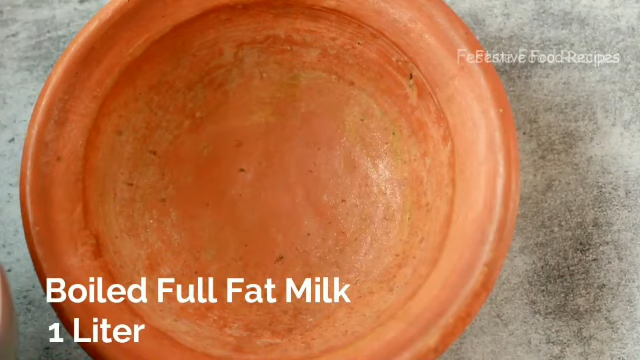 Festive Food Recipes
Boiled Full Fat Milk
1 Liter